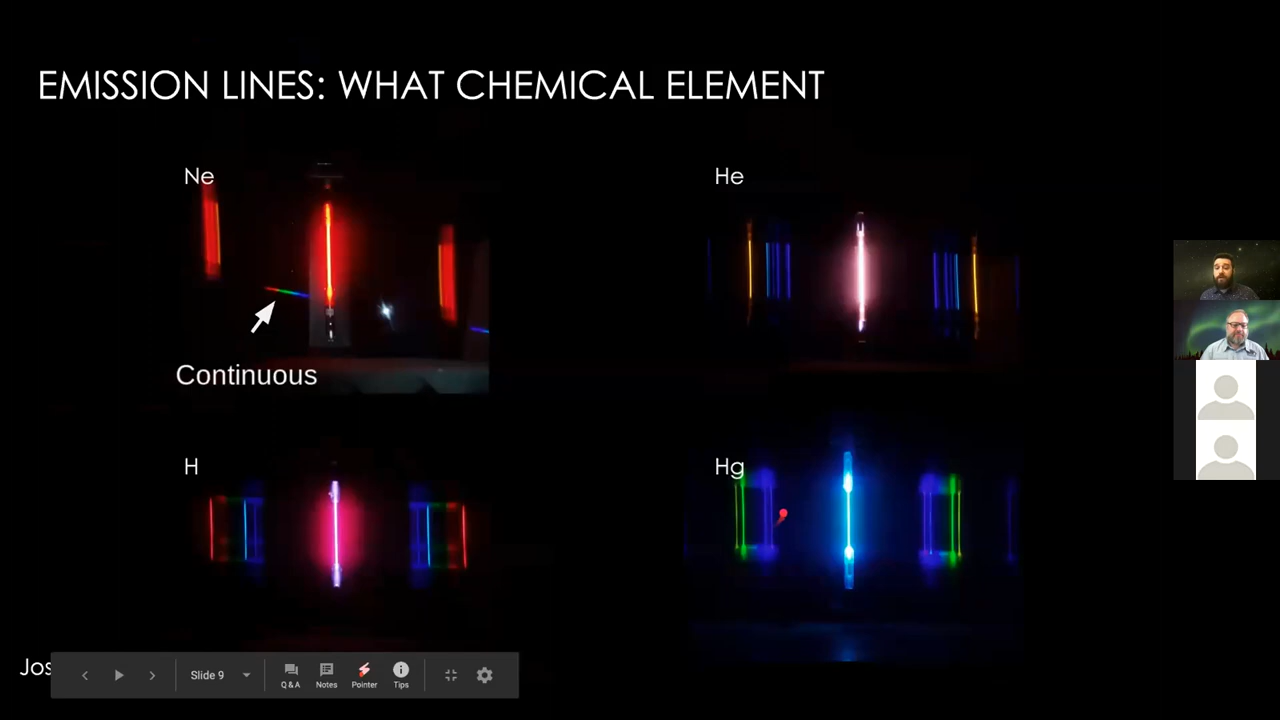 EMISSION LINES: WHAT CHEMICAL ELEMENT
Ne
He
Continuous
H
Hg
Jos
Slide 9
Q & A
Notes
Pointer
Tips